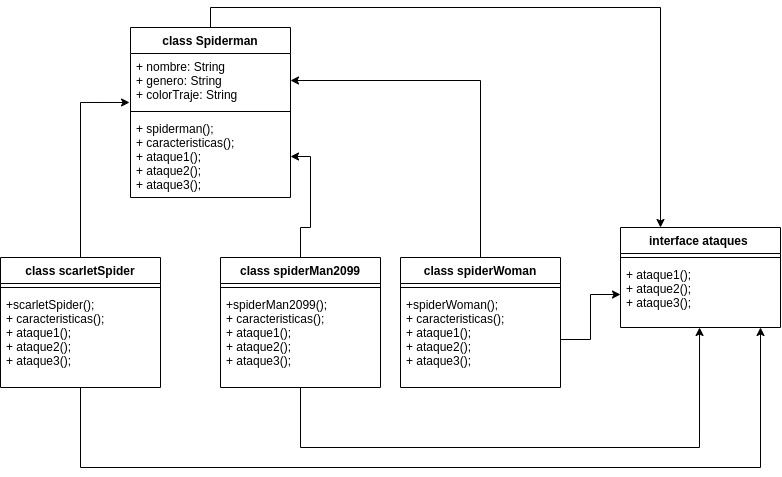 class Spiderman
+ nombre: String
+ genero: String
+ colorTraje: String
+ spiderman();
+ caracteristicas();
+ ataque1();
+ ataque2();
+ ataque3();
class scarletSpider
+scarletSpider();
+ caracteristicas();
+ ataque1();
+ ataque2();
+ ataque3();
class spiderMan2099
+spiderMan2099();
+ caracteristicas();
+ ataque1();
+ ataque2();
+ ataque3();
class spiderWoman
+spiderWoman();
+ caracteristicas();
+ ataque1();
+ ataque2();
+ ataque3();
interface ataques
+ ataque1();
+ ataque2();
+ ataque3();